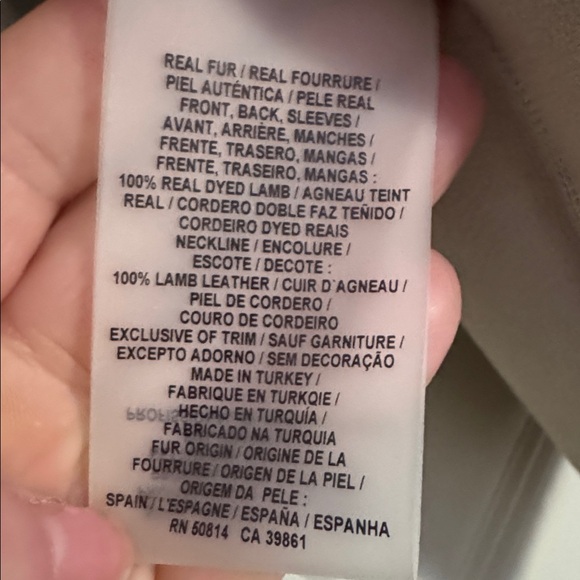 REAL FUR / REAL FOURRURE /
PIEL AUTÉNTICA / PELE REAL
FRONT, BACK, SLEEVES /
AVANT, ARRIÈRE, MANCHES /
FRENTE, TRASERO, MANGAS /
FRENTE, TRASEIRO, MANGAS :
100% REAL DYED LAMB / AGNEAU TEINT
REAL / CORDERO DOBLE FAZ TEÑIDO /
CORDEIRO DYED REAIS
NECKLINE / ENCOLURE /
ESCOTE / DECOTE :
100% LAMB LEATHER / CUIR D'AGNEAU /
PIEL DE CORDERO /
COURO DE CORDEIRO
EXCLUSIVE OF TRIM / SAUF GARNITURE /
EXCEPTO ADORNO / SEM DECORAÇÃO
MADE IN TURKEY /
FABRIQUE EN TURKQIE /
HECHO EN TURQUÍA /
FABRICADO NA TURQUIA
FUR ORIGIN / ORIGINE DE LA
FOURRURE / ORIGEN DE LA PIEL /
ORIGEM DA PELE :
SPAIN / L'ESPAGNE / ESPAÑA / ESPANHA
RN 50814 CA 39861